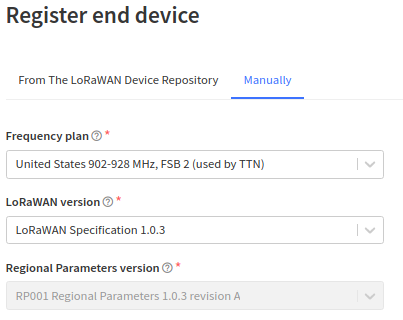 Register end device
From The LoRaWAN Device Repository
Manually
Frequency plan ? *
United States 902-928 MHz, FSB 2 (used by TTN)
LoRaWAN version ? *
LoRaWAN Specification 1.0.3
Regional Parameters version ? *
RP001 Regional Parameters 1.0.3 revision A